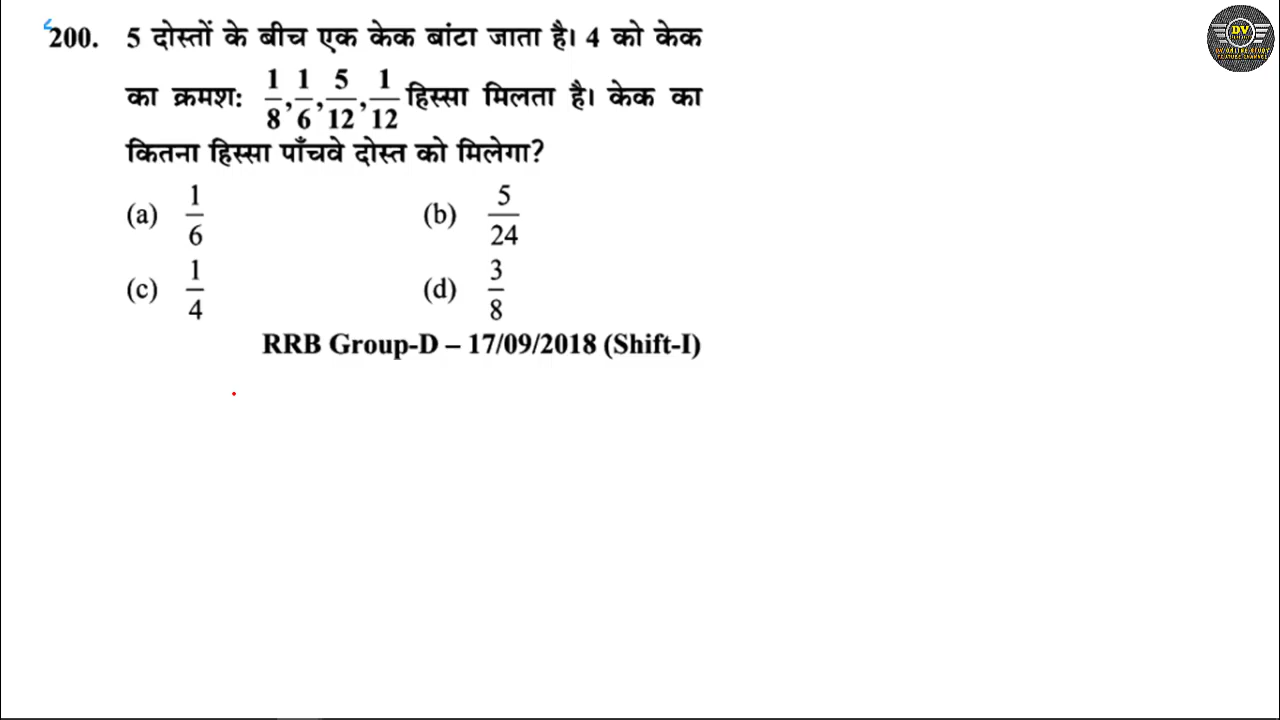 200. 5 दोस्तों के बीच एक केक बांटा जाता है। 4 को केक
का क्रमश: 1/8, 1/6, 5/12, 1/12 हिस्सा मिलता है। केक का
कितना हिस्सा पाँचवे दोस्त को मिलेगा?
(a) 1/6 (b) 5/24
(c) 1/4 (d) 3/8
RRB Group-D – 17/09/2018 (Shift-I)
DV